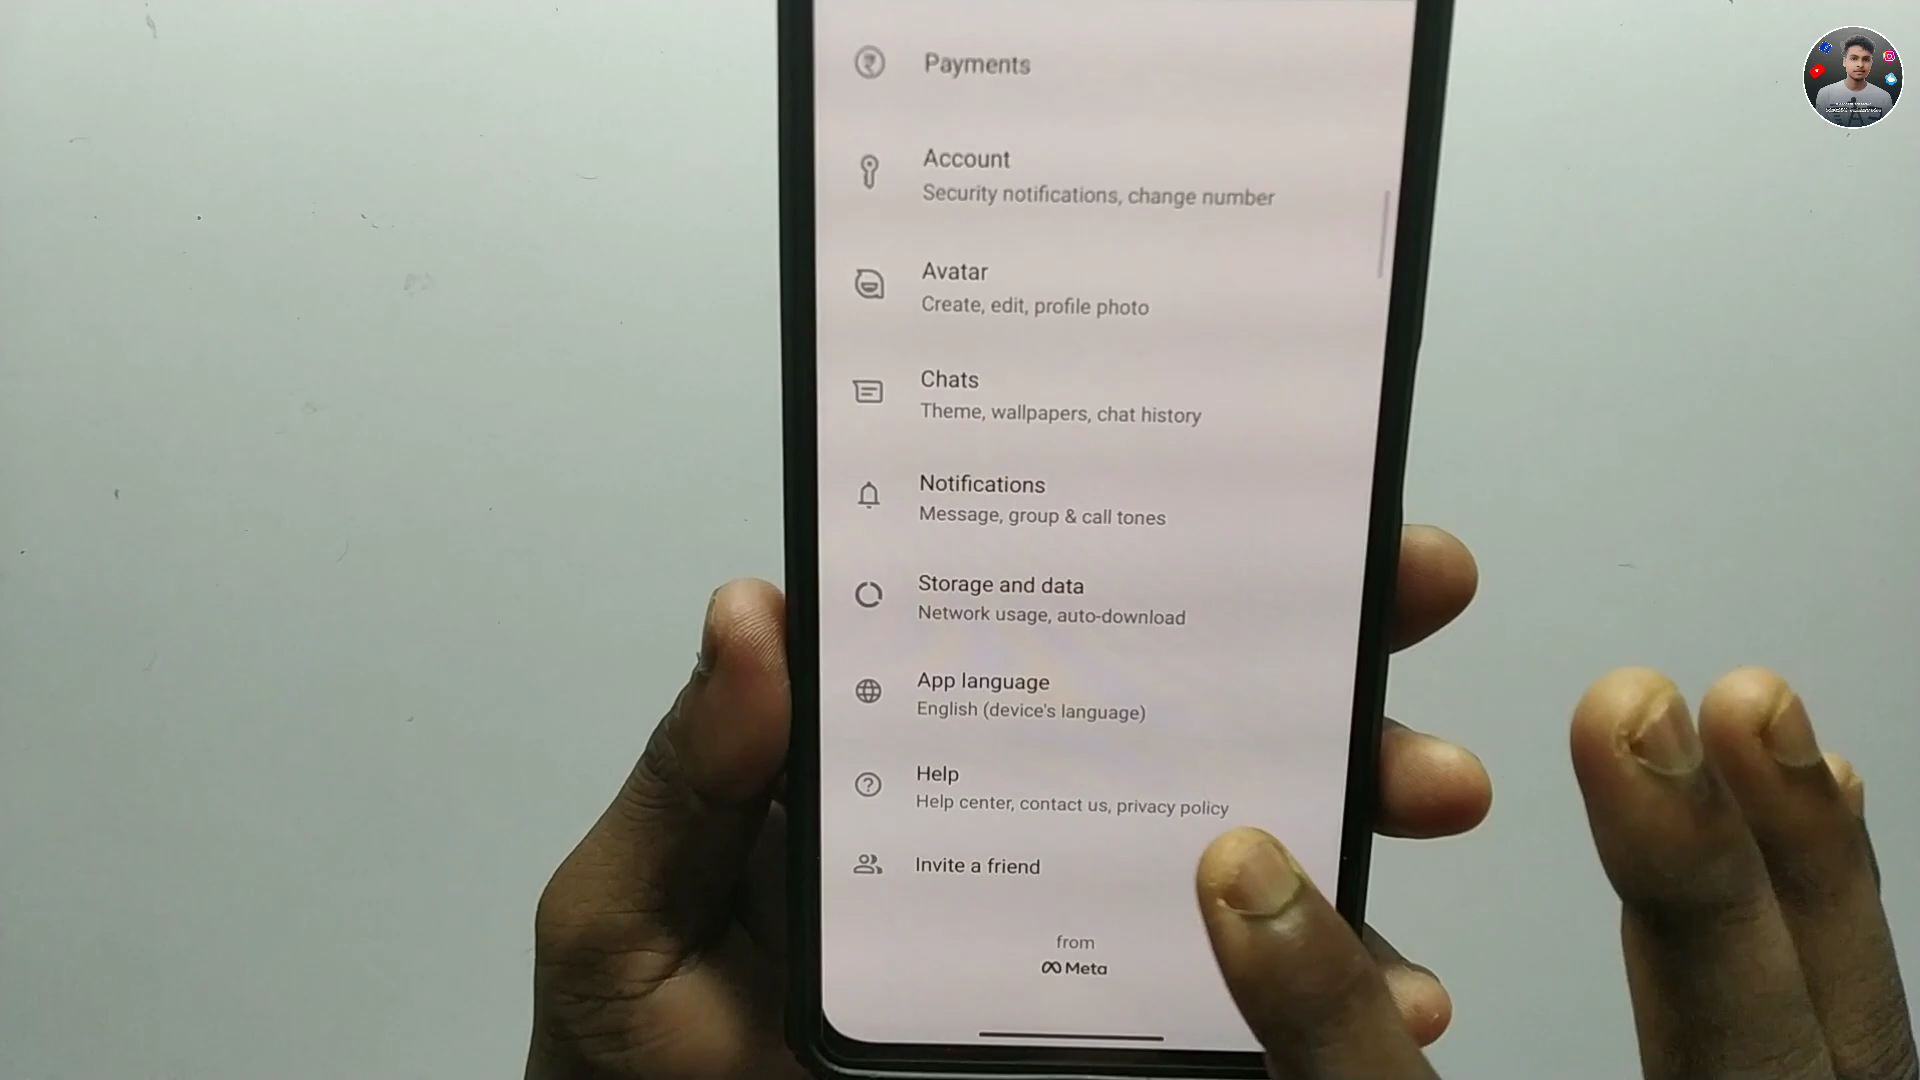 Payments
Account
Security notifications, change number
Avatar
Create, edit, profile photo
Chats
Theme, wallpapers, chat history
Notifications
Message, group & call tones
Storage and data
Network usage, auto-download
App language
English (device's language)
Help
Help center, contact us, privacy policy
Invite a friend
from
Meta